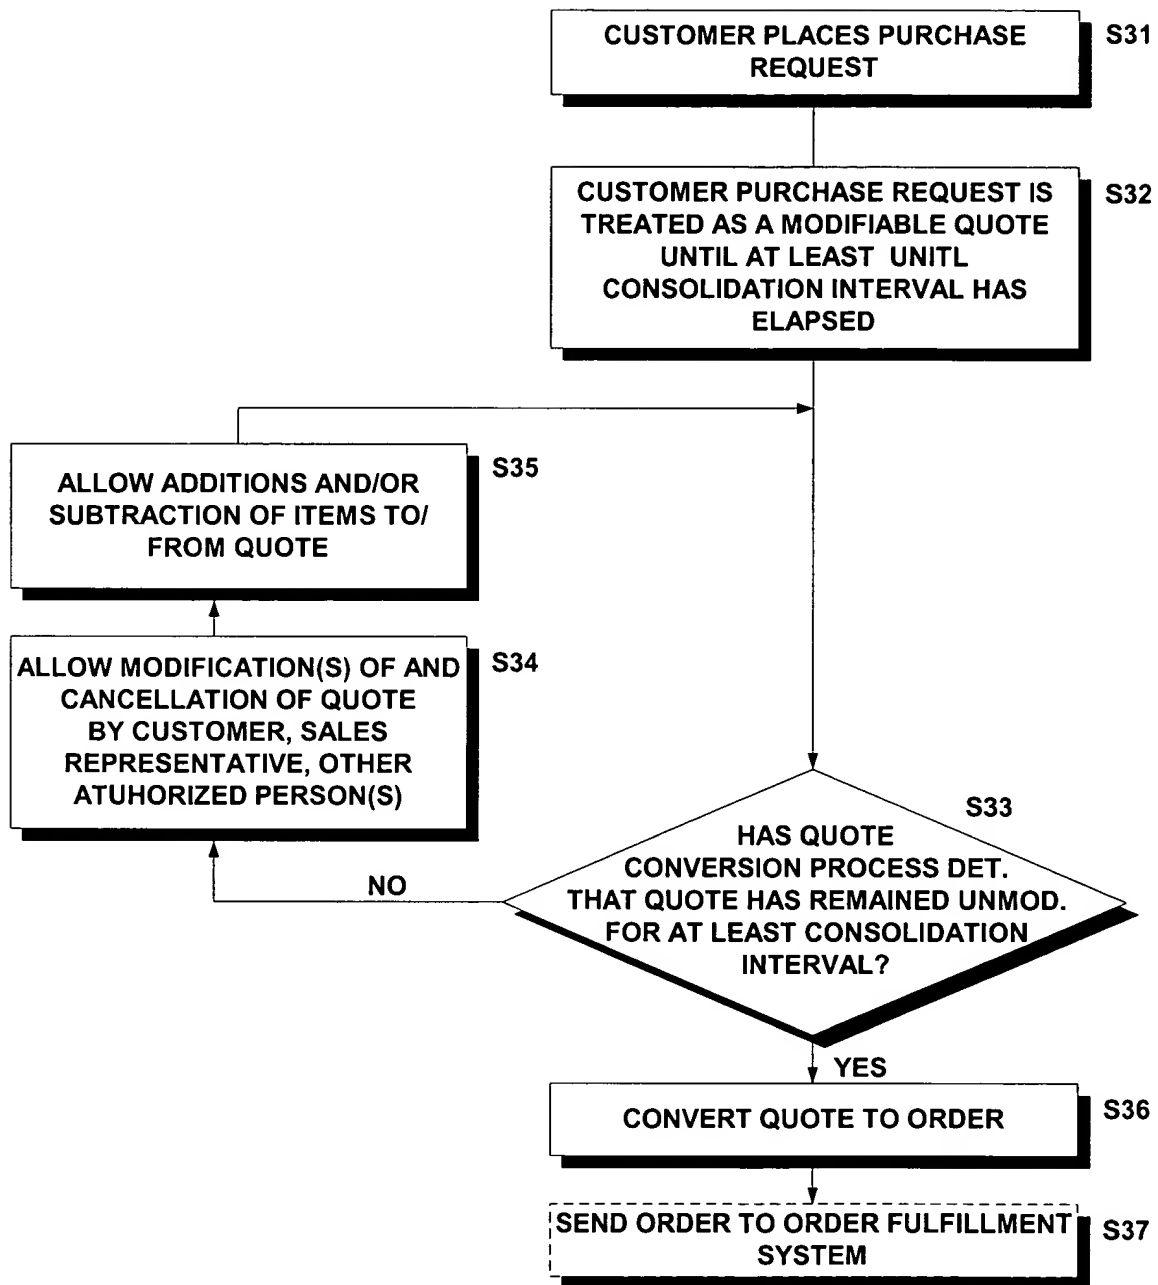 CUSTOMER PLACES PURCHASE
REQUEST
S31
CUSTOMER PURCHASE REQUEST IS
TREATED AS A MODIFIABLE QUOTE
UNTIL AT LEAST UNITL
CONSOLIDATION INTERVAL HAS
ELAPSED
S32
ALLOW ADDITIONS AND/OR
SUBTRACTION OF ITEMS TO/
FROM QUOTE
S35
ALLOW MODIFICATION(S) OF AND
CANCELLATION OF QUOTE
BY CUSTOMER, SALES
REPRESENTATIVE, OTHER
ATUHORIZED PERSON(S)
S34
S33
HAS QUOTE
CONVERSION PROCESS DET.
THAT QUOTE HAS REMAINED UNMOD.
FOR AT LEAST CONSOLIDATION
INTERVAL?
NO
YES
CONVERT QUOTE TO ORDER
S36
SEND ORDER TO ORDER FULFILLMENT
SYSTEM
S37